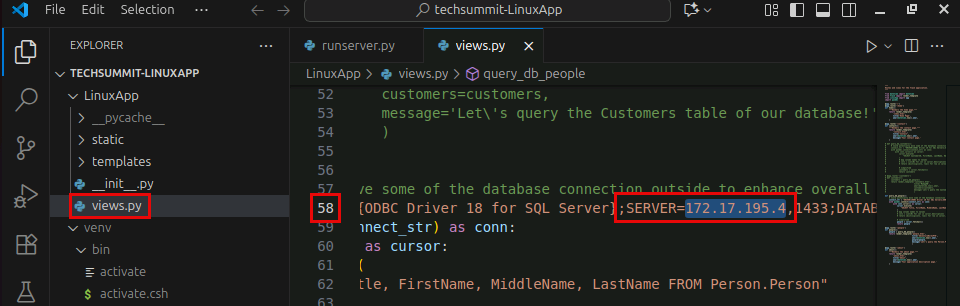 File Edit Selection ··· techsummit-LinuxApp
EXPLORER ···
TECHSUMMIT-LINUXAPP
LinuxApp
__pycache__
static
templates
__init__.py
views.py
venv
bin
activate
activate.csh
runserver.py views.py
LinuxApp > views.py > query_db_people
52 customers=customers,
53 message='Let\'s query the Customers table of our database!'
54 )
55
56
57 ve some of the database connection outside to enhance overall
58 {ODBC Driver 18 for SQL Server};SERVER=172.17.195.4,1433;DATAB
59 nnect_str) as conn:
60 as cursor:
61 (
62 tle, FirstName, MiddleName, LastName FROM Person.Person"
63